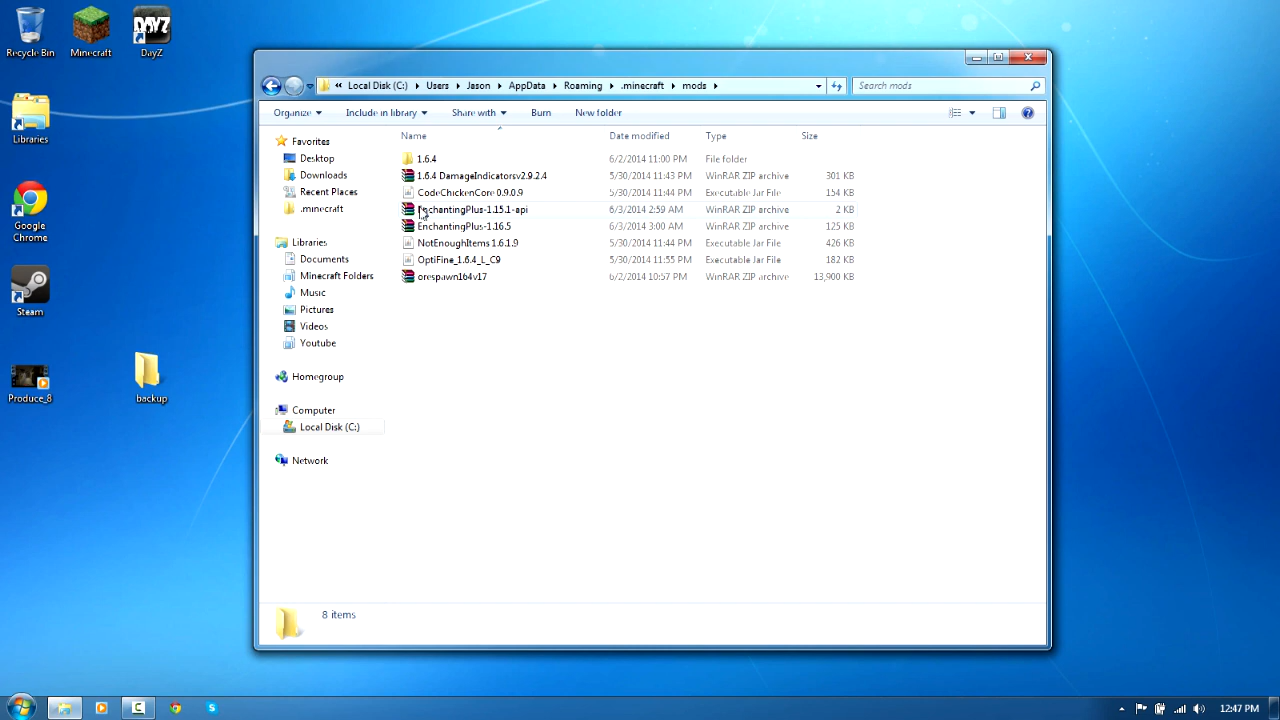 Recycle Bin
Minecraft
DAYZ
DayZ
Libraries
Google
Chrome
Steam
Produce_8
backup
« Local Disk (C:) Users Jason AppData Roaming .minecraft mods
Search mods
Organize Include in library Share with Burn New folder
Favorites
Desktop
Downloads
Recent Places
.minecraft
Libraries
Documents
Minecraft Folders
Music
Pictures
Videos
Youtube
Homegroup
Computer
Local Disk (C:)
Network
Name Date modified Type Size
1.6.4 6/2/2014 11:00 PM File folder
1.6.4 DamageIndicatorsv2.9.2.4 5/30/2014 11:43 PM WinRAR ZIP archive 301 KB
CodeChickenCore 0.9.0.9 5/30/2014 11:44 PM Executable Jar File 154 KB
EnchantingPlus-1.15.1-api 6/3/2014 2:59 AM WinRAR ZIP archive 2 KB
EnchantingPlus-1.16.5 6/3/2014 3:00 AM WinRAR ZIP archive 125 KB
NotEnoughItems 1.6.1.9 5/30/2014 11:44 PM Executable Jar File 426 KB
OptiFine_1.6.4_L_C9 5/30/2014 11:55 PM Executable Jar File 182 KB
orespawn164v17 6/2/2014 10:57 PM WinRAR ZIP archive 13,900 KB
8 items
12:47 PM